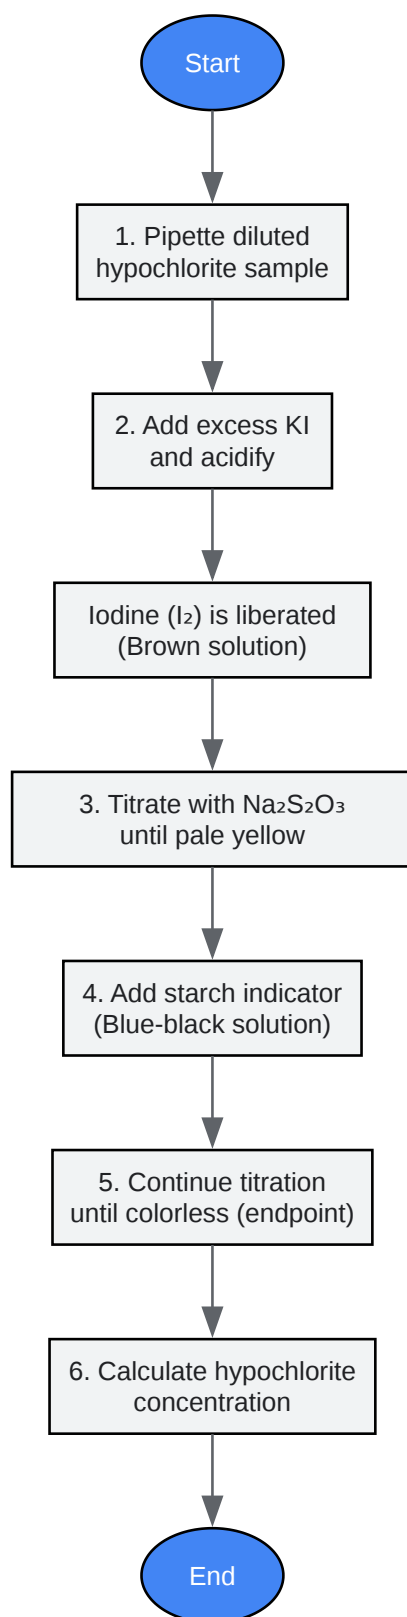 Start
1. Pipette diluted
hypochlorite sample
2. Add excess KI
and acidify
Iodine (I₂) is liberated
(Brown solution)
3. Titrate with Na₂S₂O₃
until pale yellow
4. Add starch indicator
(Blue-black solution)
5. Continue titration
until colorless (endpoint)
6. Calculate hypochlorite
concentration
End